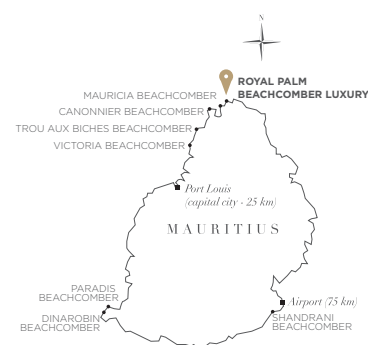 N
ROYAL PALM
BEACHCOMBER LUXURY
MAURICIA BEACHCOMBER
CANONNIER BEACHCOMBER
TROU AUX BICHES BEACHCOMBER
VICTORIA BEACHCOMBER
Port Louis
(capital city - 25 km)
MAURITIUS
PARADIS
BEACHCOMBER
DINAROBIN
BEACHCOMBER
Airport (75 km)
SHANDRANI
BEACHCOMBER